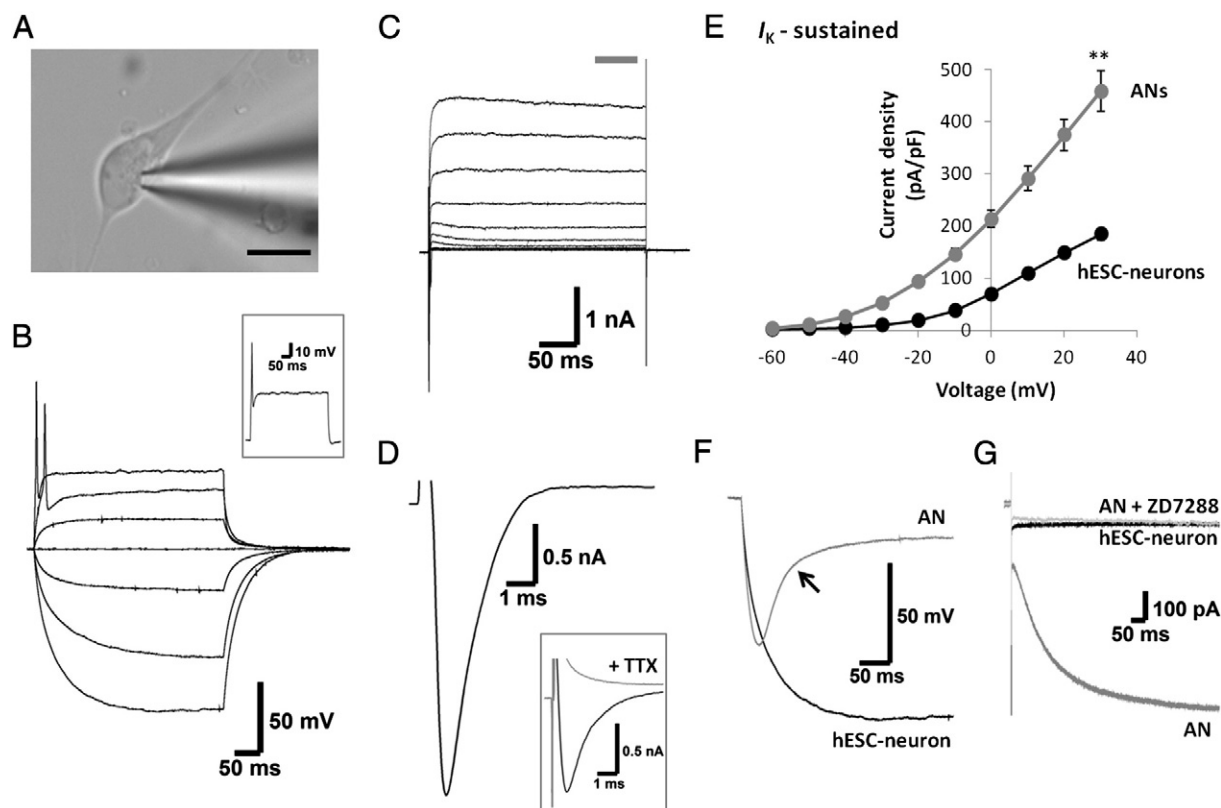 A
B
10 mV
50 ms
50 mV
50 ms
C
1 nA
50 ms
D
0.5 nA
1 ms
+ TTX
0.5 nA
1 ms
E
I_K - sustained
Current density
(pA/pF)
500
400
300
200
100
0
-60
-40
-20
0
20
40
Voltage (mV)
**
ANs
hESC-neurons
F
AN
50 mV
50 ms
hESC-neuron
G
AN + ZD7288
hESC-neuron
100 pA
50 ms
AN